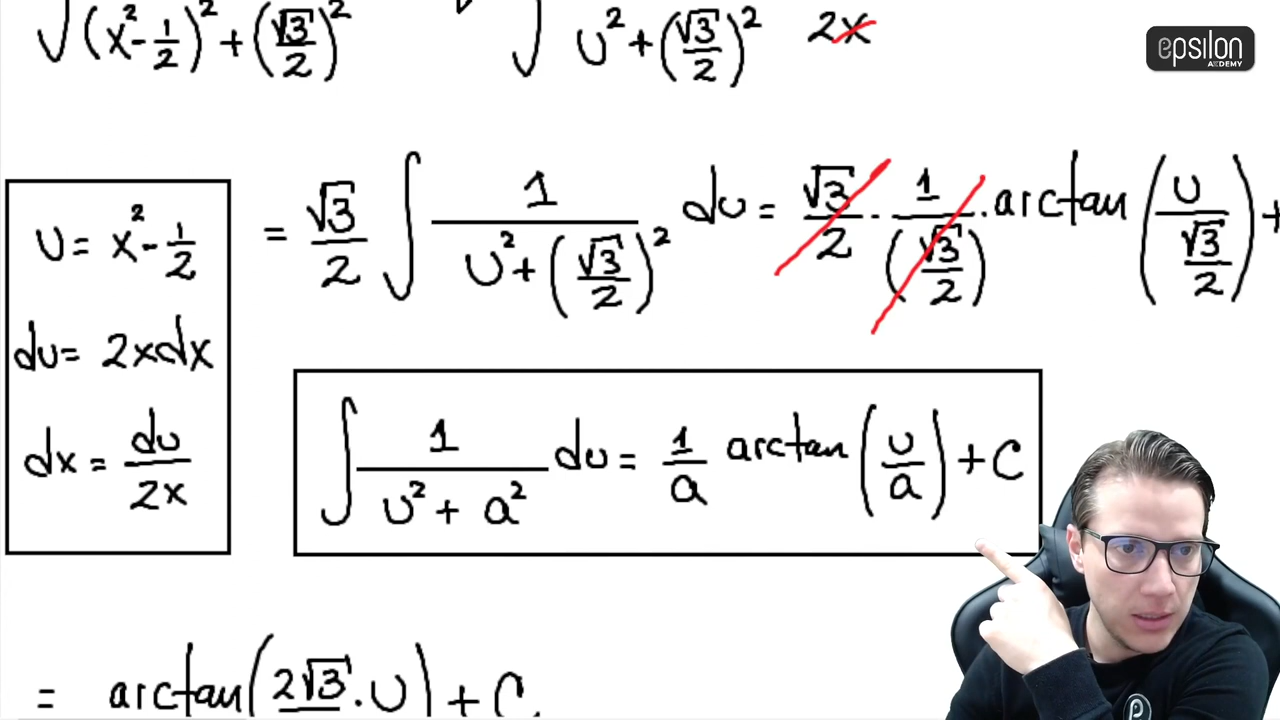 ∫ (x² - 1/2)² + (√3/2)² ∫ u² + (√3/2)² 2x
epsilon
AXDEMY
u = x² - 1/2
du = 2xdx
dx = du/2x
= √3/2 ∫ 1/(u² + (√3/2)²) du = √3/2 · 1/(√3/2) · arctan(u/(√3/2)) +
∫ 1/(u² + a²) du = 1/a arctan(u/a) + C
= arctan(2√3 · u) + C